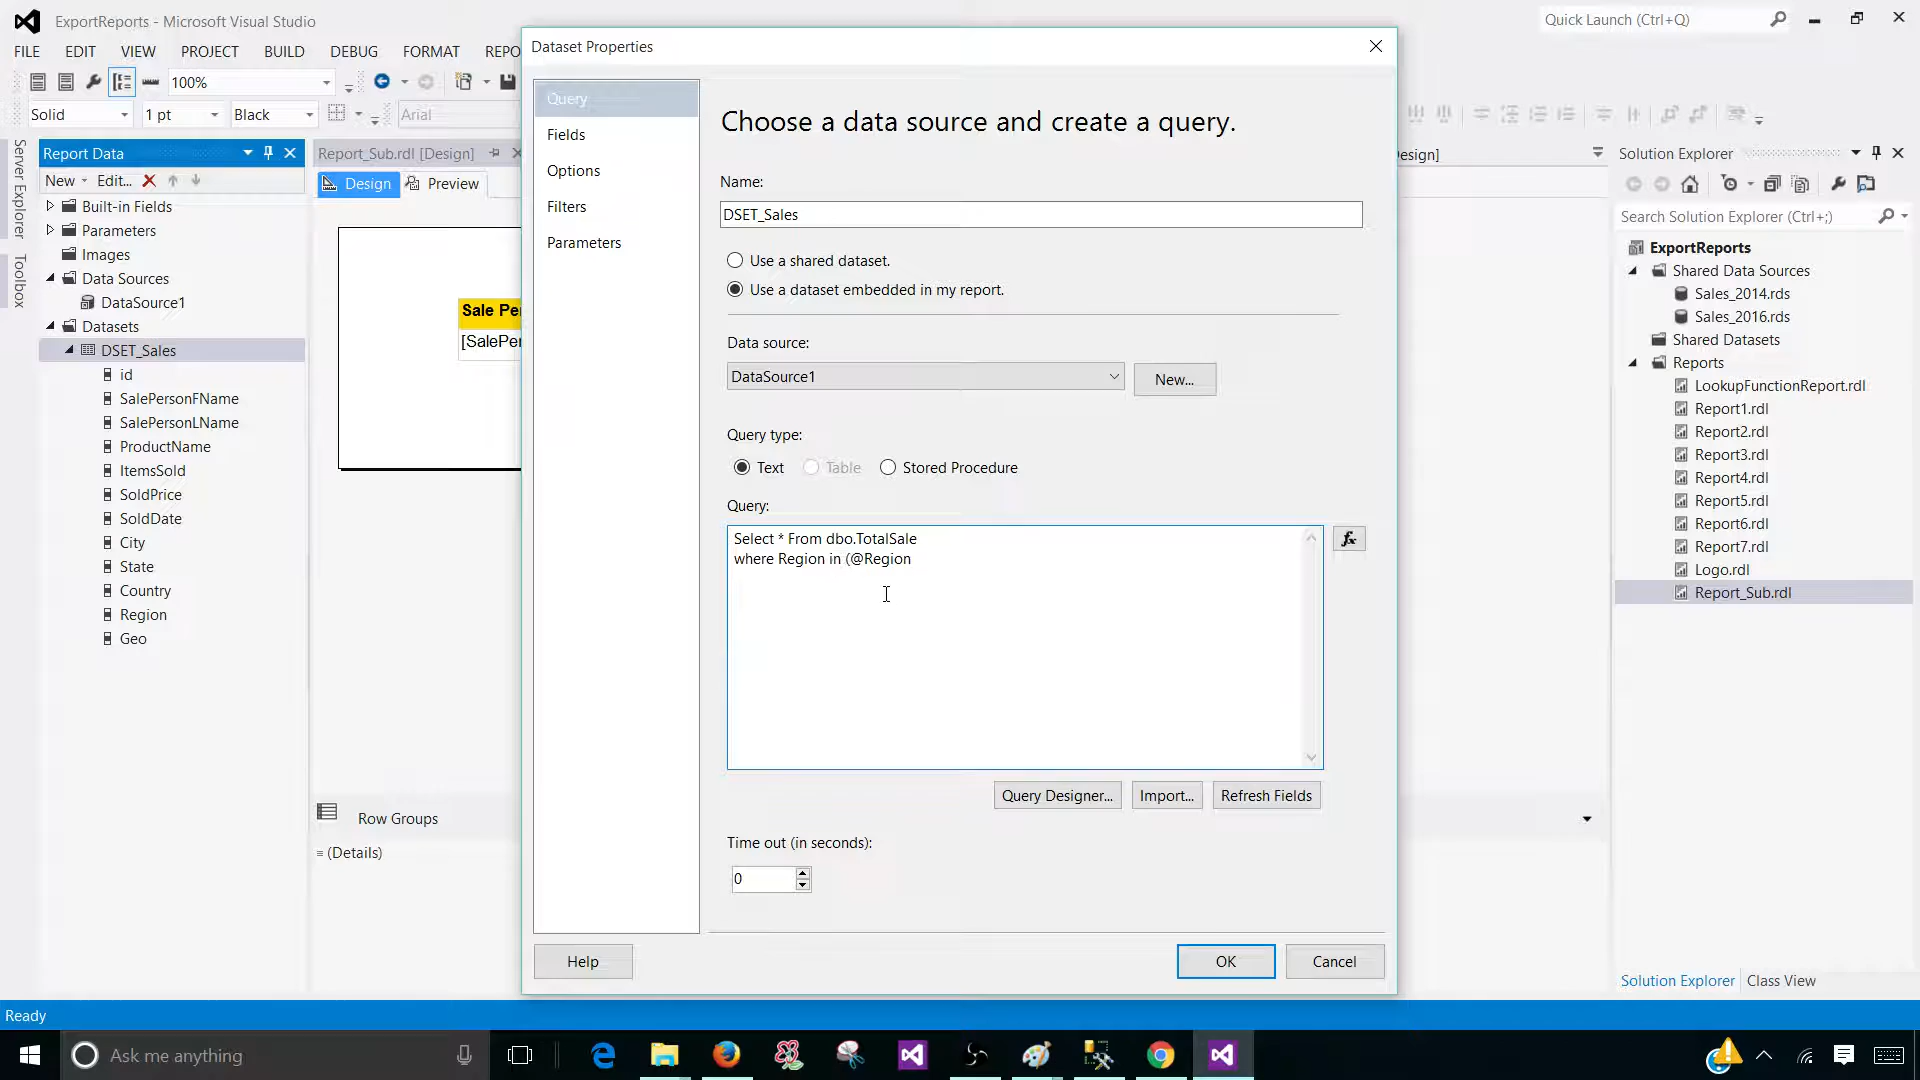 ExportReports - Microsoft Visual Studio
Quick Launch (Ctrl+Q)
FILE EDIT VIEW PROJECT BUILD DEBUG FORMAT REPO
100%
Solid 1 pt Black Arial
Server Explorer
Toolbox
Report Data
New Edit...
Built-in Fields
Parameters
Images
Data Sources
DataSource1
Datasets
DSET_Sales
id
SalePersonFName
SalePersonLName
ProductName
ItemsSold
SoldPrice
SoldDate
City
State
Country
Region
Geo
Report_Sub.rdl [Design]
Design Preview
Sale Pe
[SalePe
Row Groups
(Details)
Dataset Properties
Query
Fields
Options
Filters
Parameters
Choose a data source and create a query.
Name:
DSET_Sales
Use a shared dataset.
Use a dataset embedded in my report.
Data source:
DataSource1 New...
Query type:
Text Table Stored Procedure
Query:
Select * From dbo.TotalSale
where Region in (@Region
fx
Query Designer... Import... Refresh Fields
Time out (in seconds):
0
Help OK Cancel
esign]
Solution Explorer
Search Solution Explorer (Ctrl+;)
ExportReports
Shared Data Sources
Sales_2014.rds
Sales_2016.rds
Shared Datasets
Reports
LookupFunctionReport.rdl
Report1.rdl
Report2.rdl
Report3.rdl
Report4.rdl
Report5.rdl
Report6.rdl
Report7.rdl
Logo.rdl
Report_Sub.rdl
Solution Explorer Class View
Ready
Ask me anything